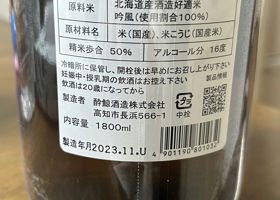 原料米 北海道産酒造好適米
吟風(使用割合100%)
原材料名 米(国産)、米こうじ(国産米)
精米歩合 50% アルコール分 16度
冷暗所に保管し、開栓後は早めにお召し上がり下さい
妊娠中・授乳期の飲酒はお控え下さい
飲酒は20歳になってから
製品情報
製造者 酔鯨酒造株式会社
高知市長浜566-1
中栓
内容量 1800ml
製造年月2023.11.U
4901190801032